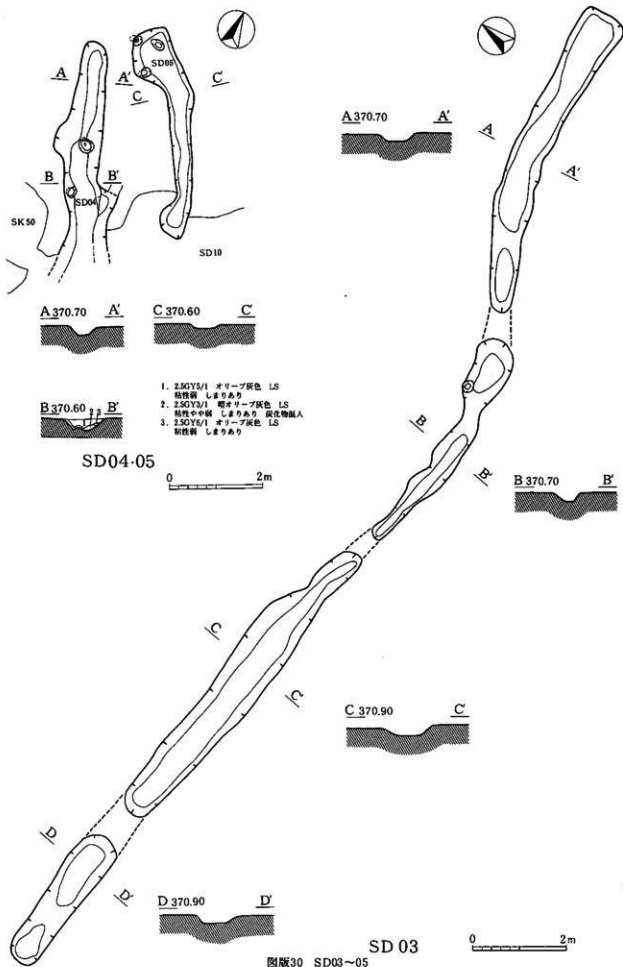 A
A'
SD05
C
C'
B
B'
SD04
SK50
SD10
A 370.70 A'
C 370.60 C'
B 370.60 B'
1. 2.5GY5/1 オリーブ灰色 LS
粘性弱 しまりあり
2. 2.5GY3/1 暗オリーブ灰色 LS
粘性やや弱 しまりあり 炭化物混入
3. 2.5GY6/1 オリーブ灰色 LS
粘性弱 しまりあり
SD04·05
0 2m
A 370.70 A'
A
A'
B
B'
B 370.70 B'
C
C'
C 370.90 C'
D
D'
D 370.90 D'
SD 03
0 2m
図版30 SD03～05